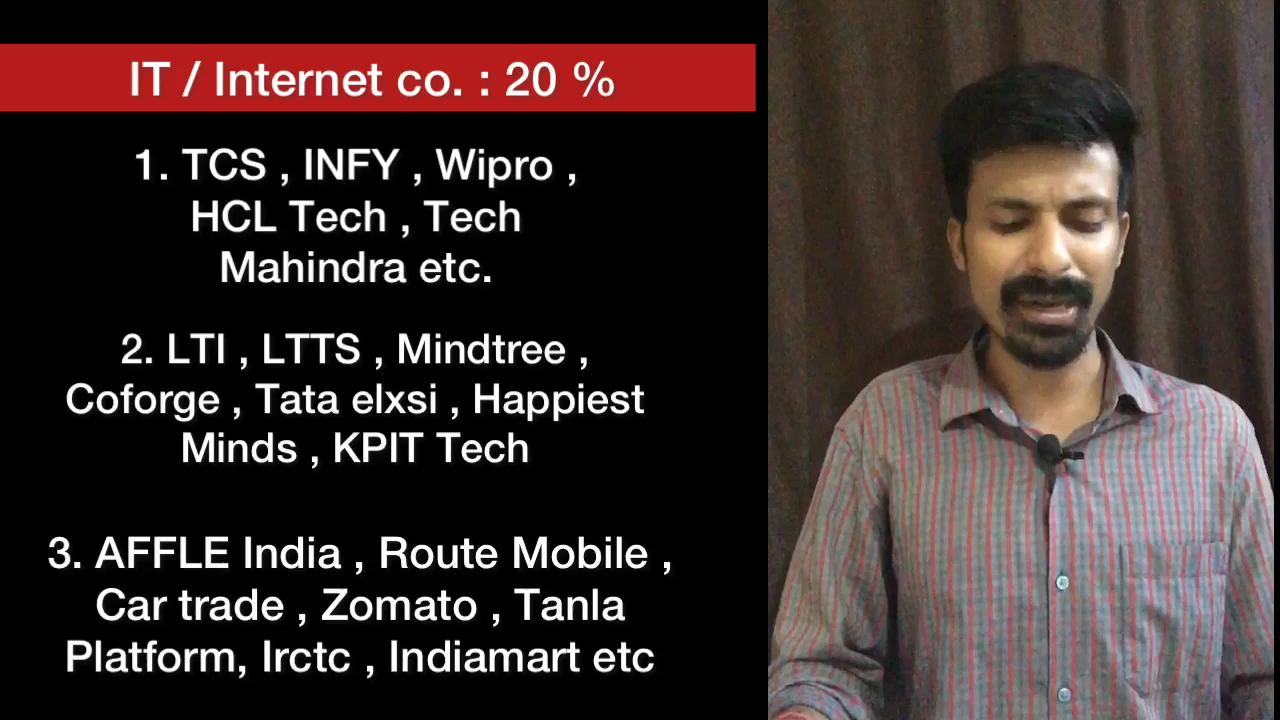 IT / Internet co. : 20 %
1. TCS , INFY , Wipro ,
HCL Tech , Tech
Mahindra etc.
2. LTI , LTTS , Mindtree ,
Coforge , Tata elxsi , Happiest
Minds , KPIT Tech
3. AFFLE India , Route Mobile ,
Car trade , Zomato , Tanla
Platform, Irctc , Indiamart etc